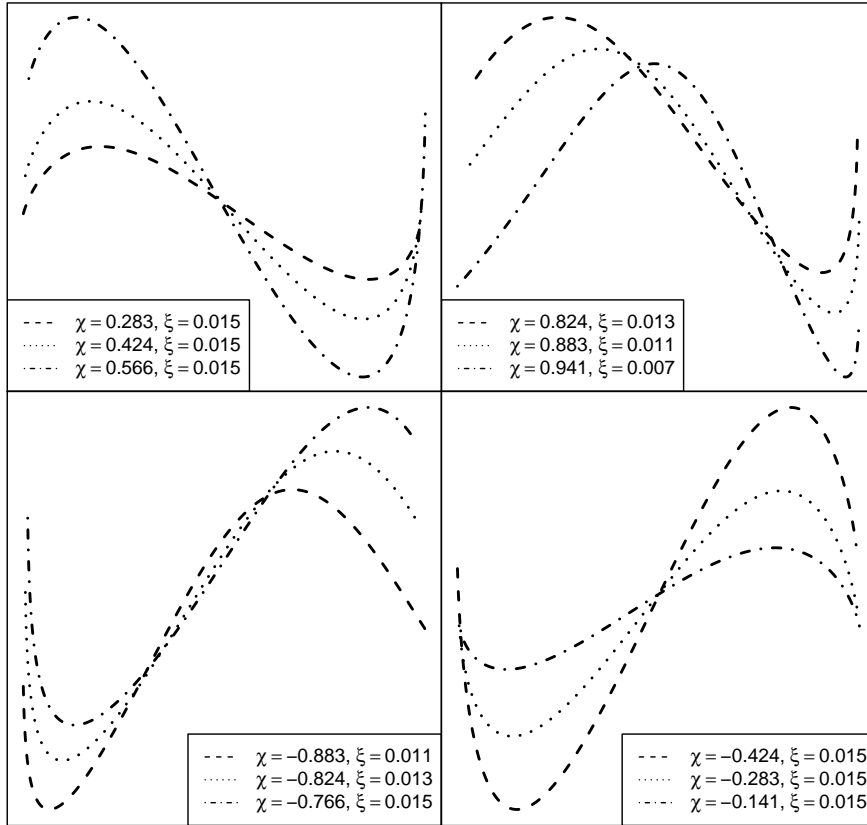 χ = 0.283, ξ = 0.015
χ = 0.424, ξ = 0.015
χ = 0.566, ξ = 0.015
χ = 0.824, ξ = 0.013
χ = 0.883, ξ = 0.011
χ = 0.941, ξ = 0.007
χ = −0.883, ξ = 0.011
χ = −0.824, ξ = 0.013
χ = −0.766, ξ = 0.015
χ = −0.424, ξ = 0.015
χ = −0.283, ξ = 0.015
χ = −0.141, ξ = 0.015